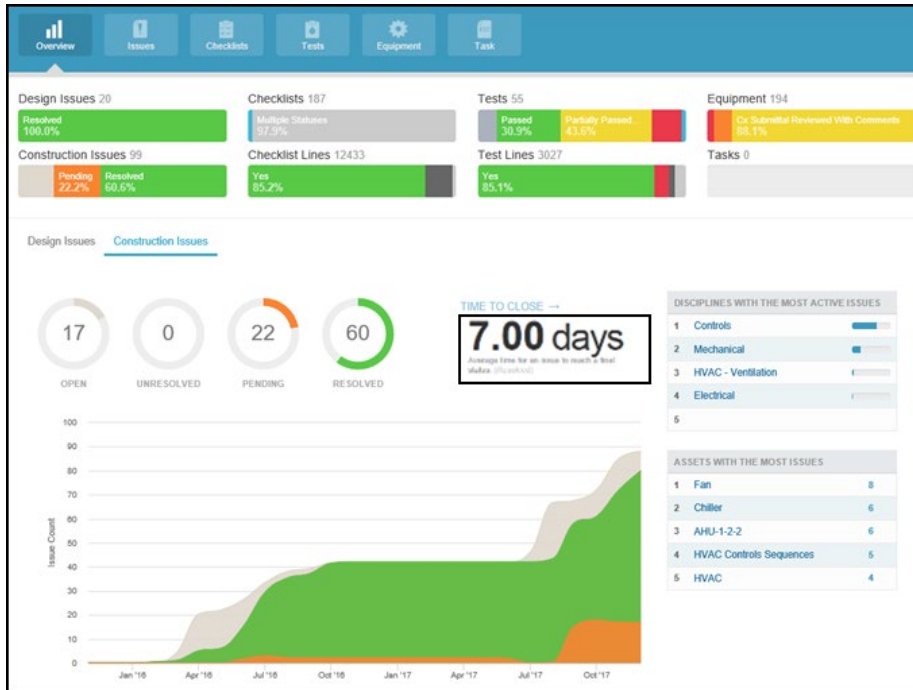 Overview
Issues
Checklists
Tests
Equipment
Task
Design Issues 20
Resolved
100.0%
Checklists 187
Multiple Statuses
97.9%
Tests 55
Passed
30.9%
Partially Passed...
43.6%
Equipment 194
Cx Submittal Reviewed With Comments
88.1%
Construction Issues 99
Pending
22.2%
Resolved
60.6%
Checklist Lines 12433
Yes
85.2%
Test Lines 3027
Yes
85.1%
Tasks 0
Design Issues
Construction Issues
17
OPEN
0
UNRESOLVED
22
PENDING
60
RESOLVED
TIME TO CLOSE →
7.00 days
Average time for an issue to reach a final
status.
DISCIPLINES WITH THE MOST ACTIVE ISSUES
1 Controls
2 Mechanical
3 HVAC - Ventilation
4 Electrical
5
ASSETS WITH THE MOST ISSUES
1 Fan 8
2 Chiller 6
3 AHU-1-2-2 6
4 HVAC Controls Sequences 5
5 HVAC 4
Issue Count
100
90
80
70
60
50
40
30
20
10
0
Jan '16
Apr '16
Jul '16
Oct '16
Jan '17
Apr '17
Jul '17
Oct '17